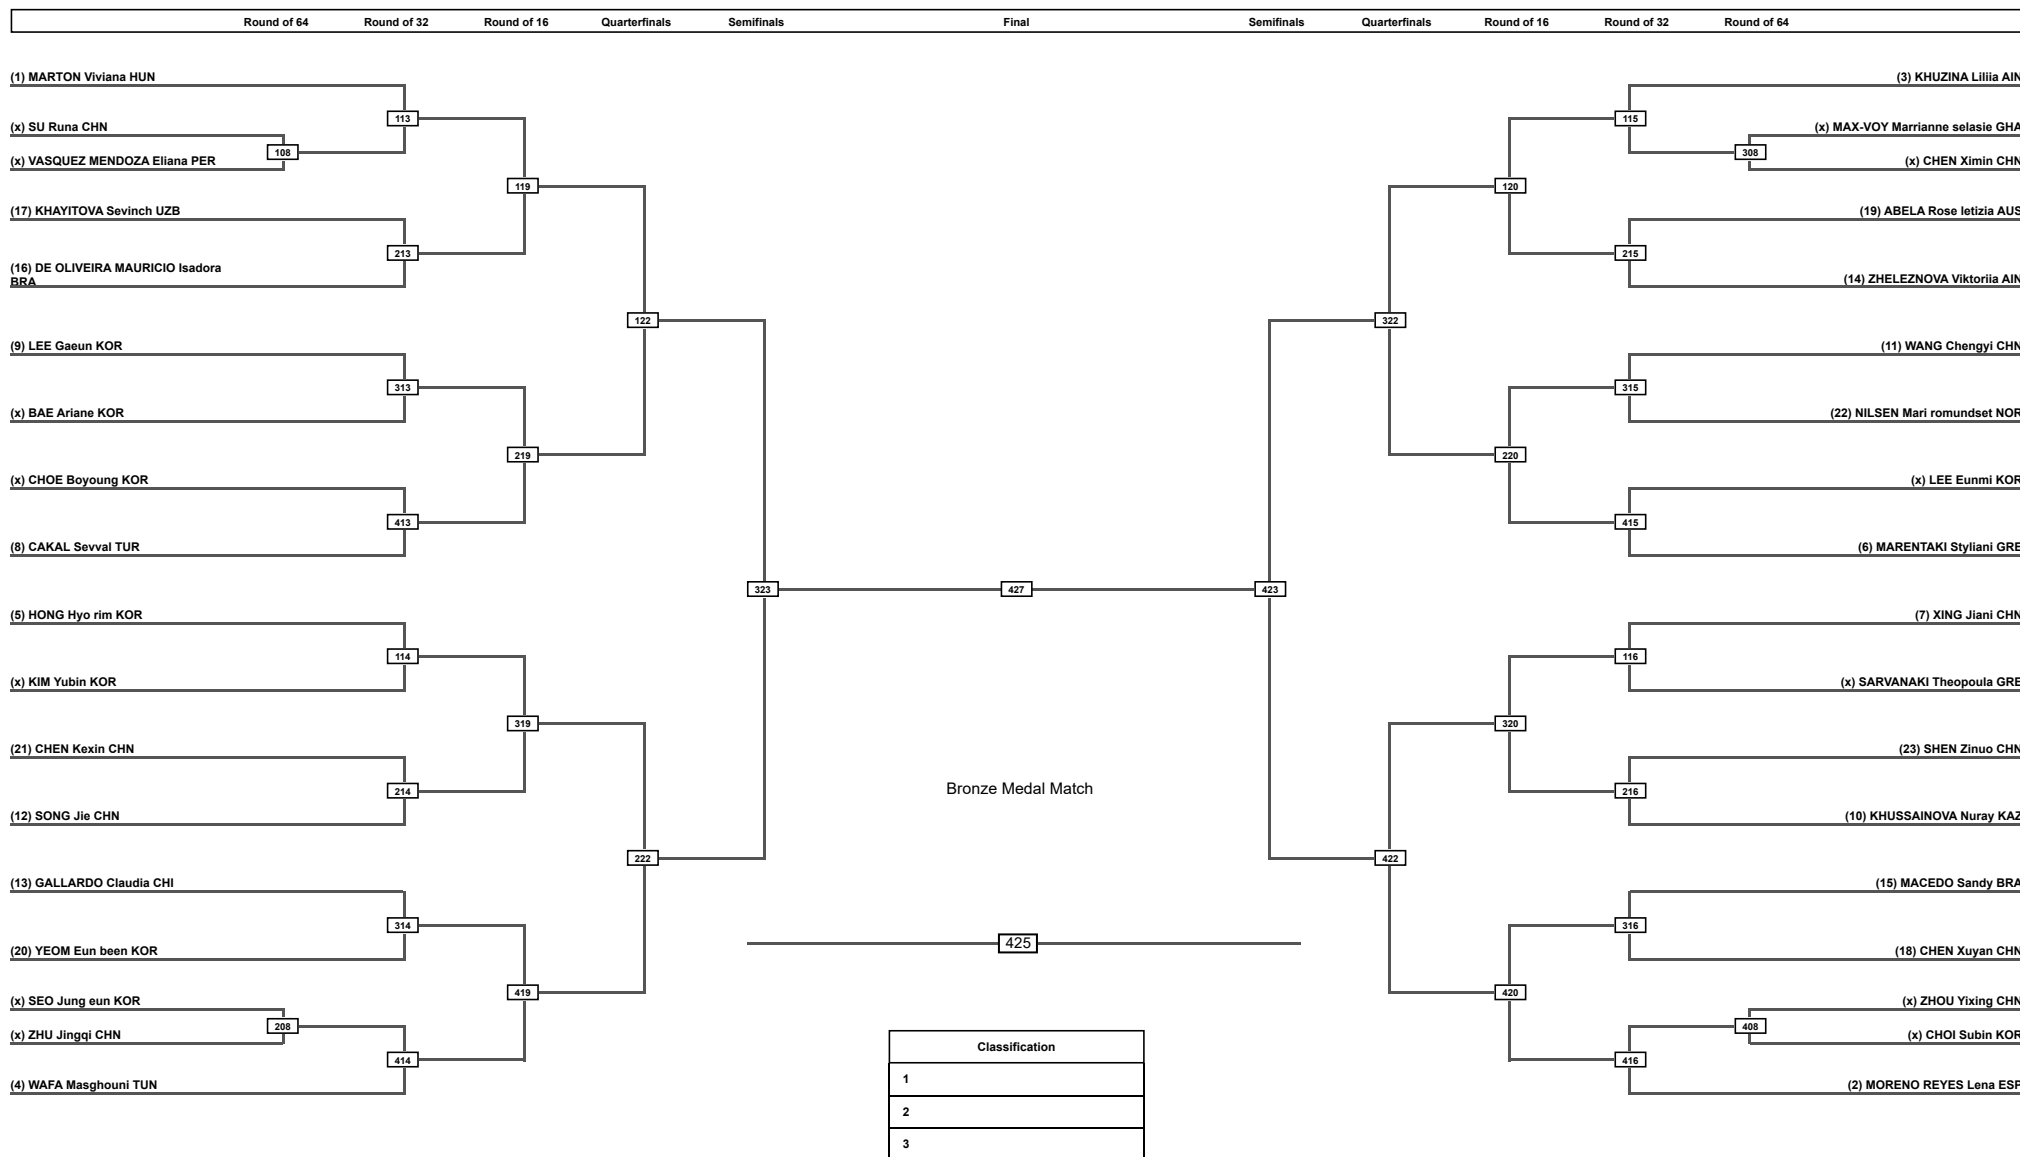 Round of 64 Round of 32 Round of 16 Quarterfinals Semifinals Final Semifinals Quarterfinals Round of 16 Round of 32 Round of 64
(1) MARTON Viviana HUN
(3) KHUZINA Liliia AIN
113
115
(x) SU Runa CHN
(x) MAX-VOY Marrianne selasie GHA
108
308
(x) VASQUEZ MENDOZA Eliana PER
(x) CHEN Ximin CHN
119
120
(17) KHAYITOVA Sevinch UZB
(19) ABELA Rose letizia AUS
213
215
(16) DE OLIVEIRA MAURICIO Isadora
BRA
(14) ZHELEZNOVA Viktoriia AIN
122
322
(9) LEE Gaeun KOR
(11) WANG Chengyi CHN
313
315
(x) BAE Ariane KOR
(22) NILSEN Mari romundset NOR
219
220
(x) CHOE Boyoung KOR
(x) LEE Eunmi KOR
413
415
(8) CAKAL Sevval TUR
(6) MARENTAKI Styliani GRE
323
427
423
(5) HONG Hyo rim KOR
(7) XING Jiani CHN
114
116
(x) KIM Yubin KOR
(x) SARVANAKI Theopoula GRE
319
320
(21) CHEN Kexin CHN
(23) SHEN Zinuo CHN
214
216
Bronze Medal Match
(12) SONG Jie CHN
(10) KHUSSAINOVA Nuray KAZ
222
422
(13) GALLARDO Claudia CHI
(15) MACEDO Sandy BRA
314
316
425
(20) YEOM Eun been KOR
(18) CHEN Xuyan CHN
419
420
(x) SEO Jung eun KOR
(x) ZHOU Yixing CHN
208
408
(x) ZHU Jingqi CHN
(x) CHOI Subin KOR
414
416
(4) WAFA Masghouni TUN
(2) MORENO REYES Lena ESP
Classification
1
2
3